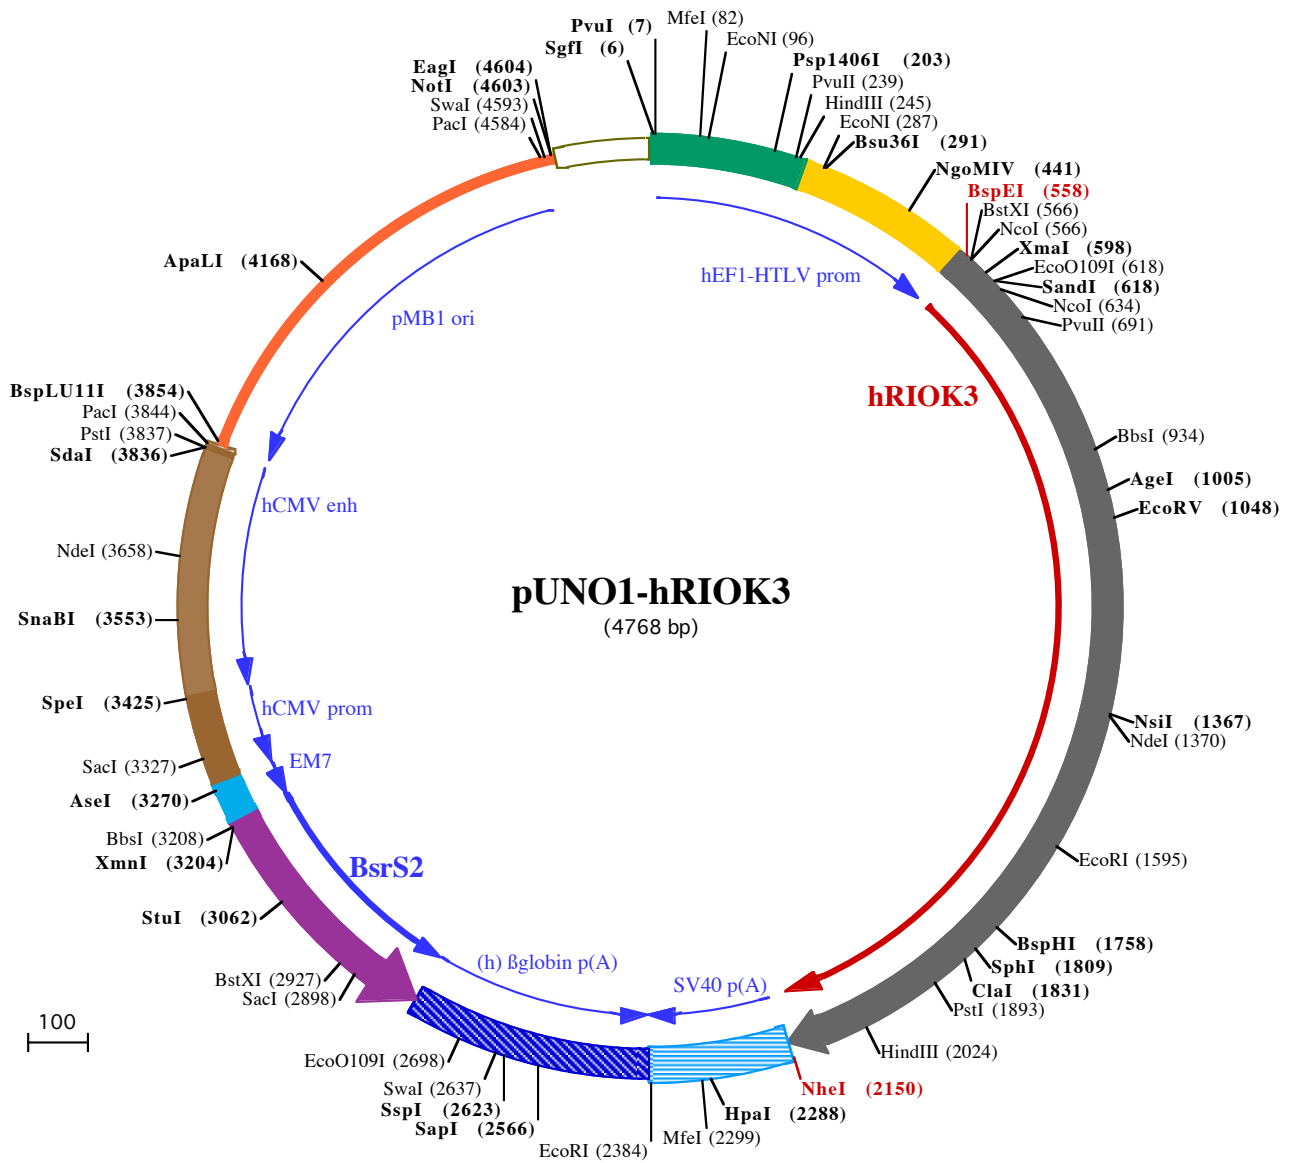 PvuI (7)
SgfI (6)
MfeI (82)
EcoNI (96)
Psp1406I (203)
PvuII (239)
HindIII (245)
EcoNI (287)
Bsu36I (291)
NgoMIV (441)
BspEI (558)
BstXI (566)
NcoI (566)
XmaI (598)
EcoO109I (618)
SandI (618)
NcoI (634)
PvuII (691)
BbsI (934)
AgeI (1005)
EcoRV (1048)
NsiI (1367)
NdeI (1370)
EcoRI (1595)
BspHI (1758)
SphI (1809)
ClaI (1831)
PstI (1893)
HindIII (2024)
NheI (2150)
HpaI (2288)
MfeI (2299)
EcoRI (2384)
SapI (2566)
SspI (2623)
SwaI (2637)
EcoO109I (2698)
SacI (2898)
BstXI (2927)
StuI (3062)
XmnI (3204)
BbsI (3208)
AseI (3270)
SacI (3327)
SpeI (3425)
SnaBI (3553)
NdeI (3658)
SdaI (3836)
PstI (3837)
PacI (3844)
BspLU11I (3854)
ApaLI (4168)
PacI (4584)
SwaI (4593)
NotI (4603)
EagI (4604)
hEF1-HTLV prom
hRIOK3
SV40 p(A)
(h) ßglobin p(A)
BsrS2
EM7
hCMV prom
hCMV enh
pMB1 ori
pUNO1-hRIOK3
(4768 bp)
100